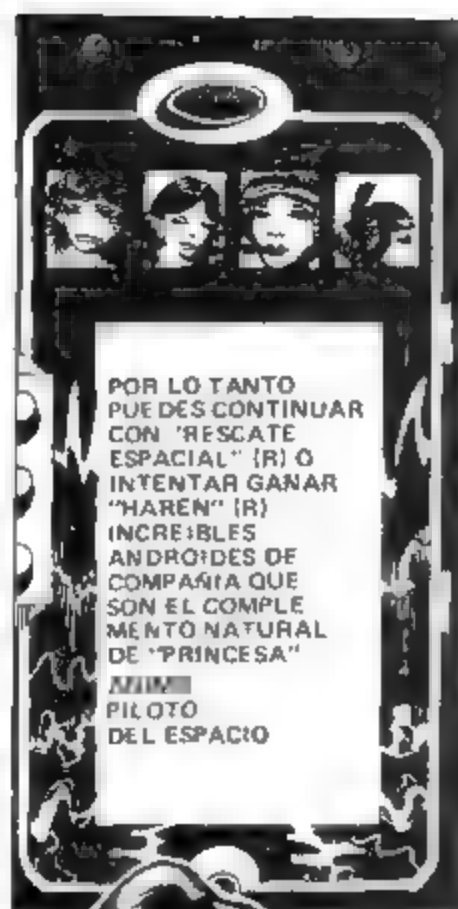 POR LO TANTO
PUEDES CONTINUAR
CON "RESCATE
ESPACIAL" (R) O
INTENTAR GANAR
"HAREN" (R)
INCREIBLES
ANDROIDES DE
COMPAÑIA QUE
SON EL COMPLE
MENTO NATURAL
DE "PRINCESA"
PILOTO
DEL ESPACIO